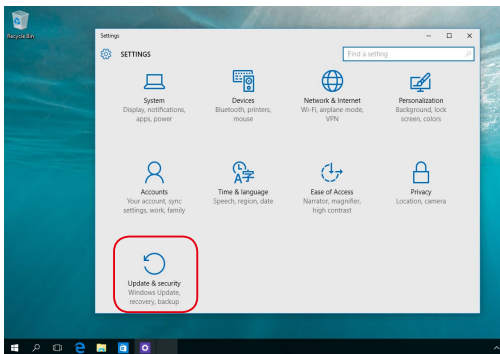 Recycle Bin
Settings
SETTINGS
Find a setting
System
Display, notifications,
apps, power
Devices
Bluetooth, printers,
mouse
Network & Internet
Wi-Fi, airplane mode,
VPN
Personalization
Background, lock
screen, colors
Accounts
Your account, sync
settings, work, family
A字
Time & language
Speech, region, date
Ease of Access
Narrator, magnifier,
high contrast
Privacy
Location, camera
Update & security
Windows Update,
recovery, backup